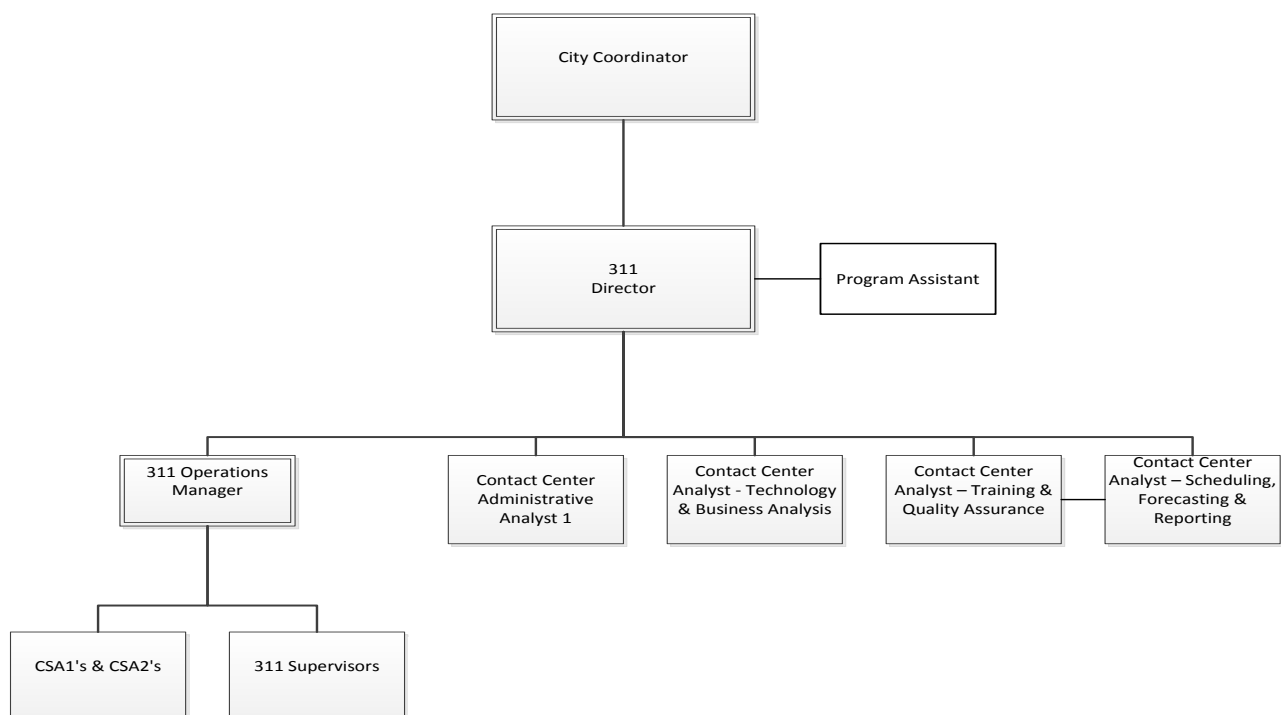 City Coordinator
311
Director
Program Assistant
311 Operations
Manager
Contact Center
Administrative
Analyst 1
Contact Center
Analyst - Technology
& Business Analysis
Contact Center
Analyst – Training &
Quality Assurance
Contact Center
Analyst – Scheduling,
Forecasting &
Reporting
CSA1's & CSA2's
311 Supervisors